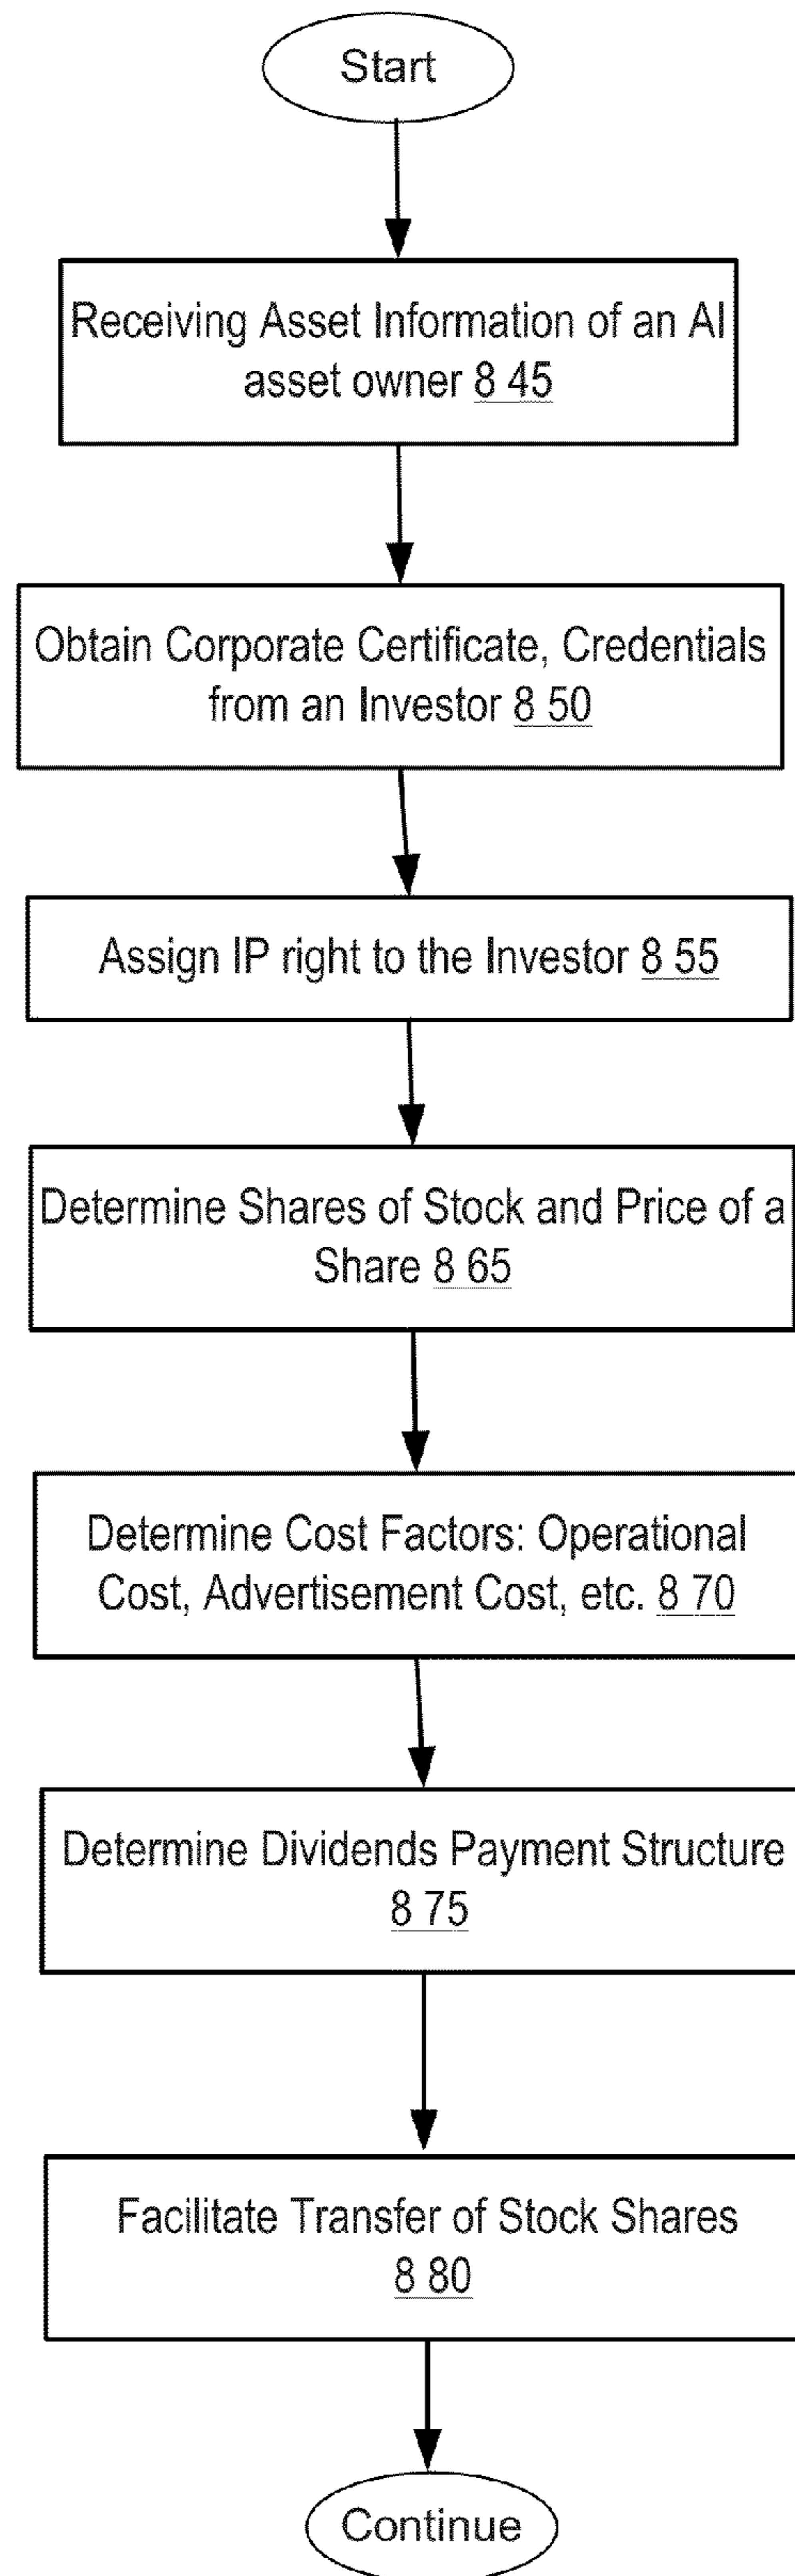 Start
Receiving Asset Information of an AI
asset owner 8 45
Obtain Corporate Certificate, Credentials
from an Investor 8 50
Assign IP right to the Investor 8 55
Determine Shares of Stock and Price of a
Share 8 65
Determine Cost Factors: Operational
Cost, Advertisement Cost, etc. 8 70
Determine Dividends Payment Structure
8 75
Facilitate Transfer of Stock Shares
8 80
Continue